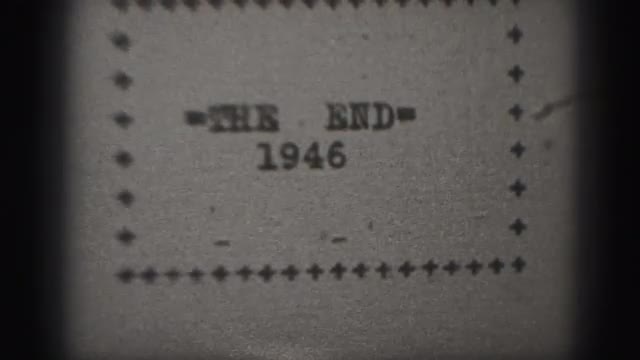 =THE END=
1946